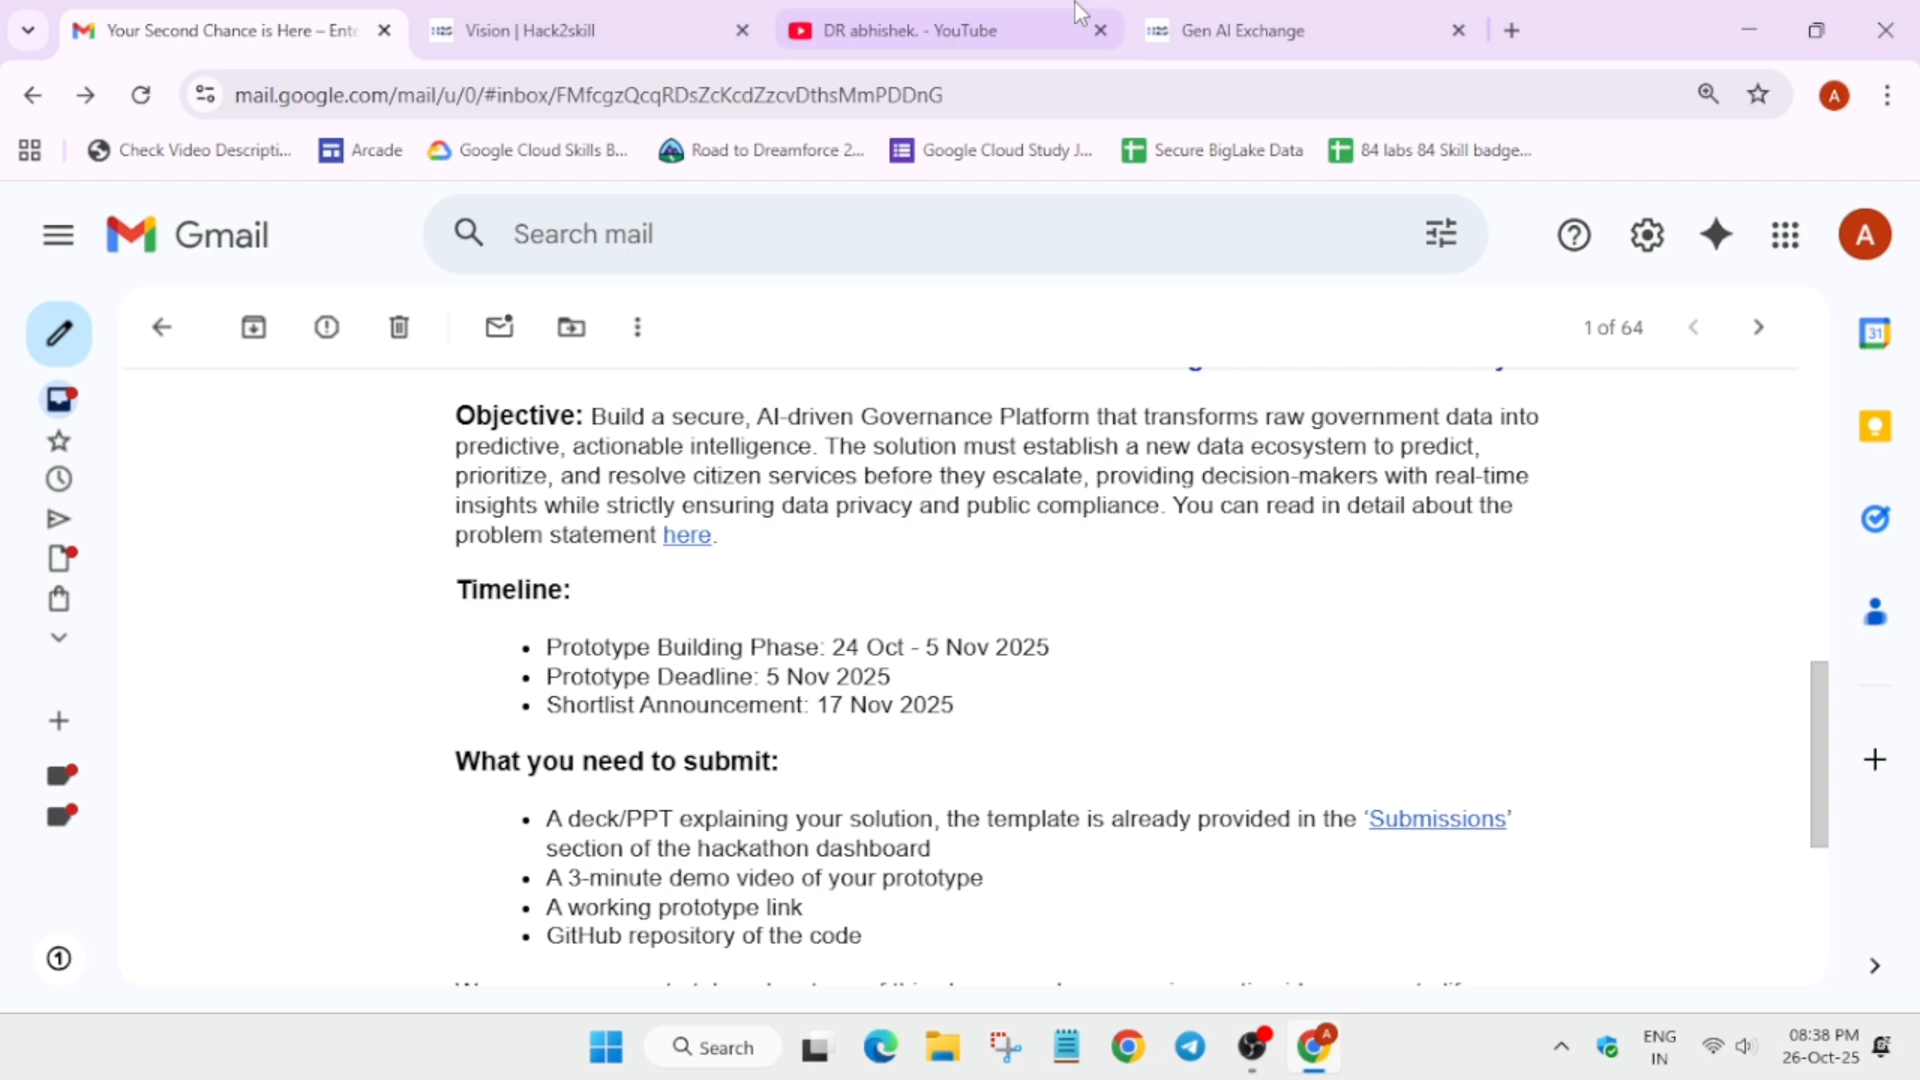 Your Second Chance is Here – Ente
Vision | Hack2skill
DR abhishek. - YouTube
Gen AI Exchange
mail.google.com/mail/u/0/#inbox/FMfcgzQcqRDsZcKcdZzcvDthsMmPDDnG
A
Check Video Descripti...
Arcade
Google Cloud Skills B...
Road to Dreamforce 2...
Google Cloud Study J...
Secure BigLake Data
84 labs 84 Skill badge...
Gmail
Search mail
A
1 of 64
31
Objective: Build a secure, AI-driven Governance Platform that transforms raw government data into
predictive, actionable intelligence. The solution must establish a new data ecosystem to predict,
prioritize, and resolve citizen services before they escalate, providing decision-makers with real-time
insights while strictly ensuring data privacy and public compliance. You can read in detail about the
problem statement here.
Timeline:
• Prototype Building Phase: 24 Oct - 5 Nov 2025
• Prototype Deadline: 5 Nov 2025
• Shortlist Announcement: 17 Nov 2025
What you need to submit:
• A deck/PPT explaining your solution, the template is already provided in the ‘Submissions’
section of the hackathon dashboard
• A 3-minute demo video of your prototype
• A working prototype link
• GitHub repository of the code
1
Search
A
ENG
IN
08:38 PM
26-Oct-25